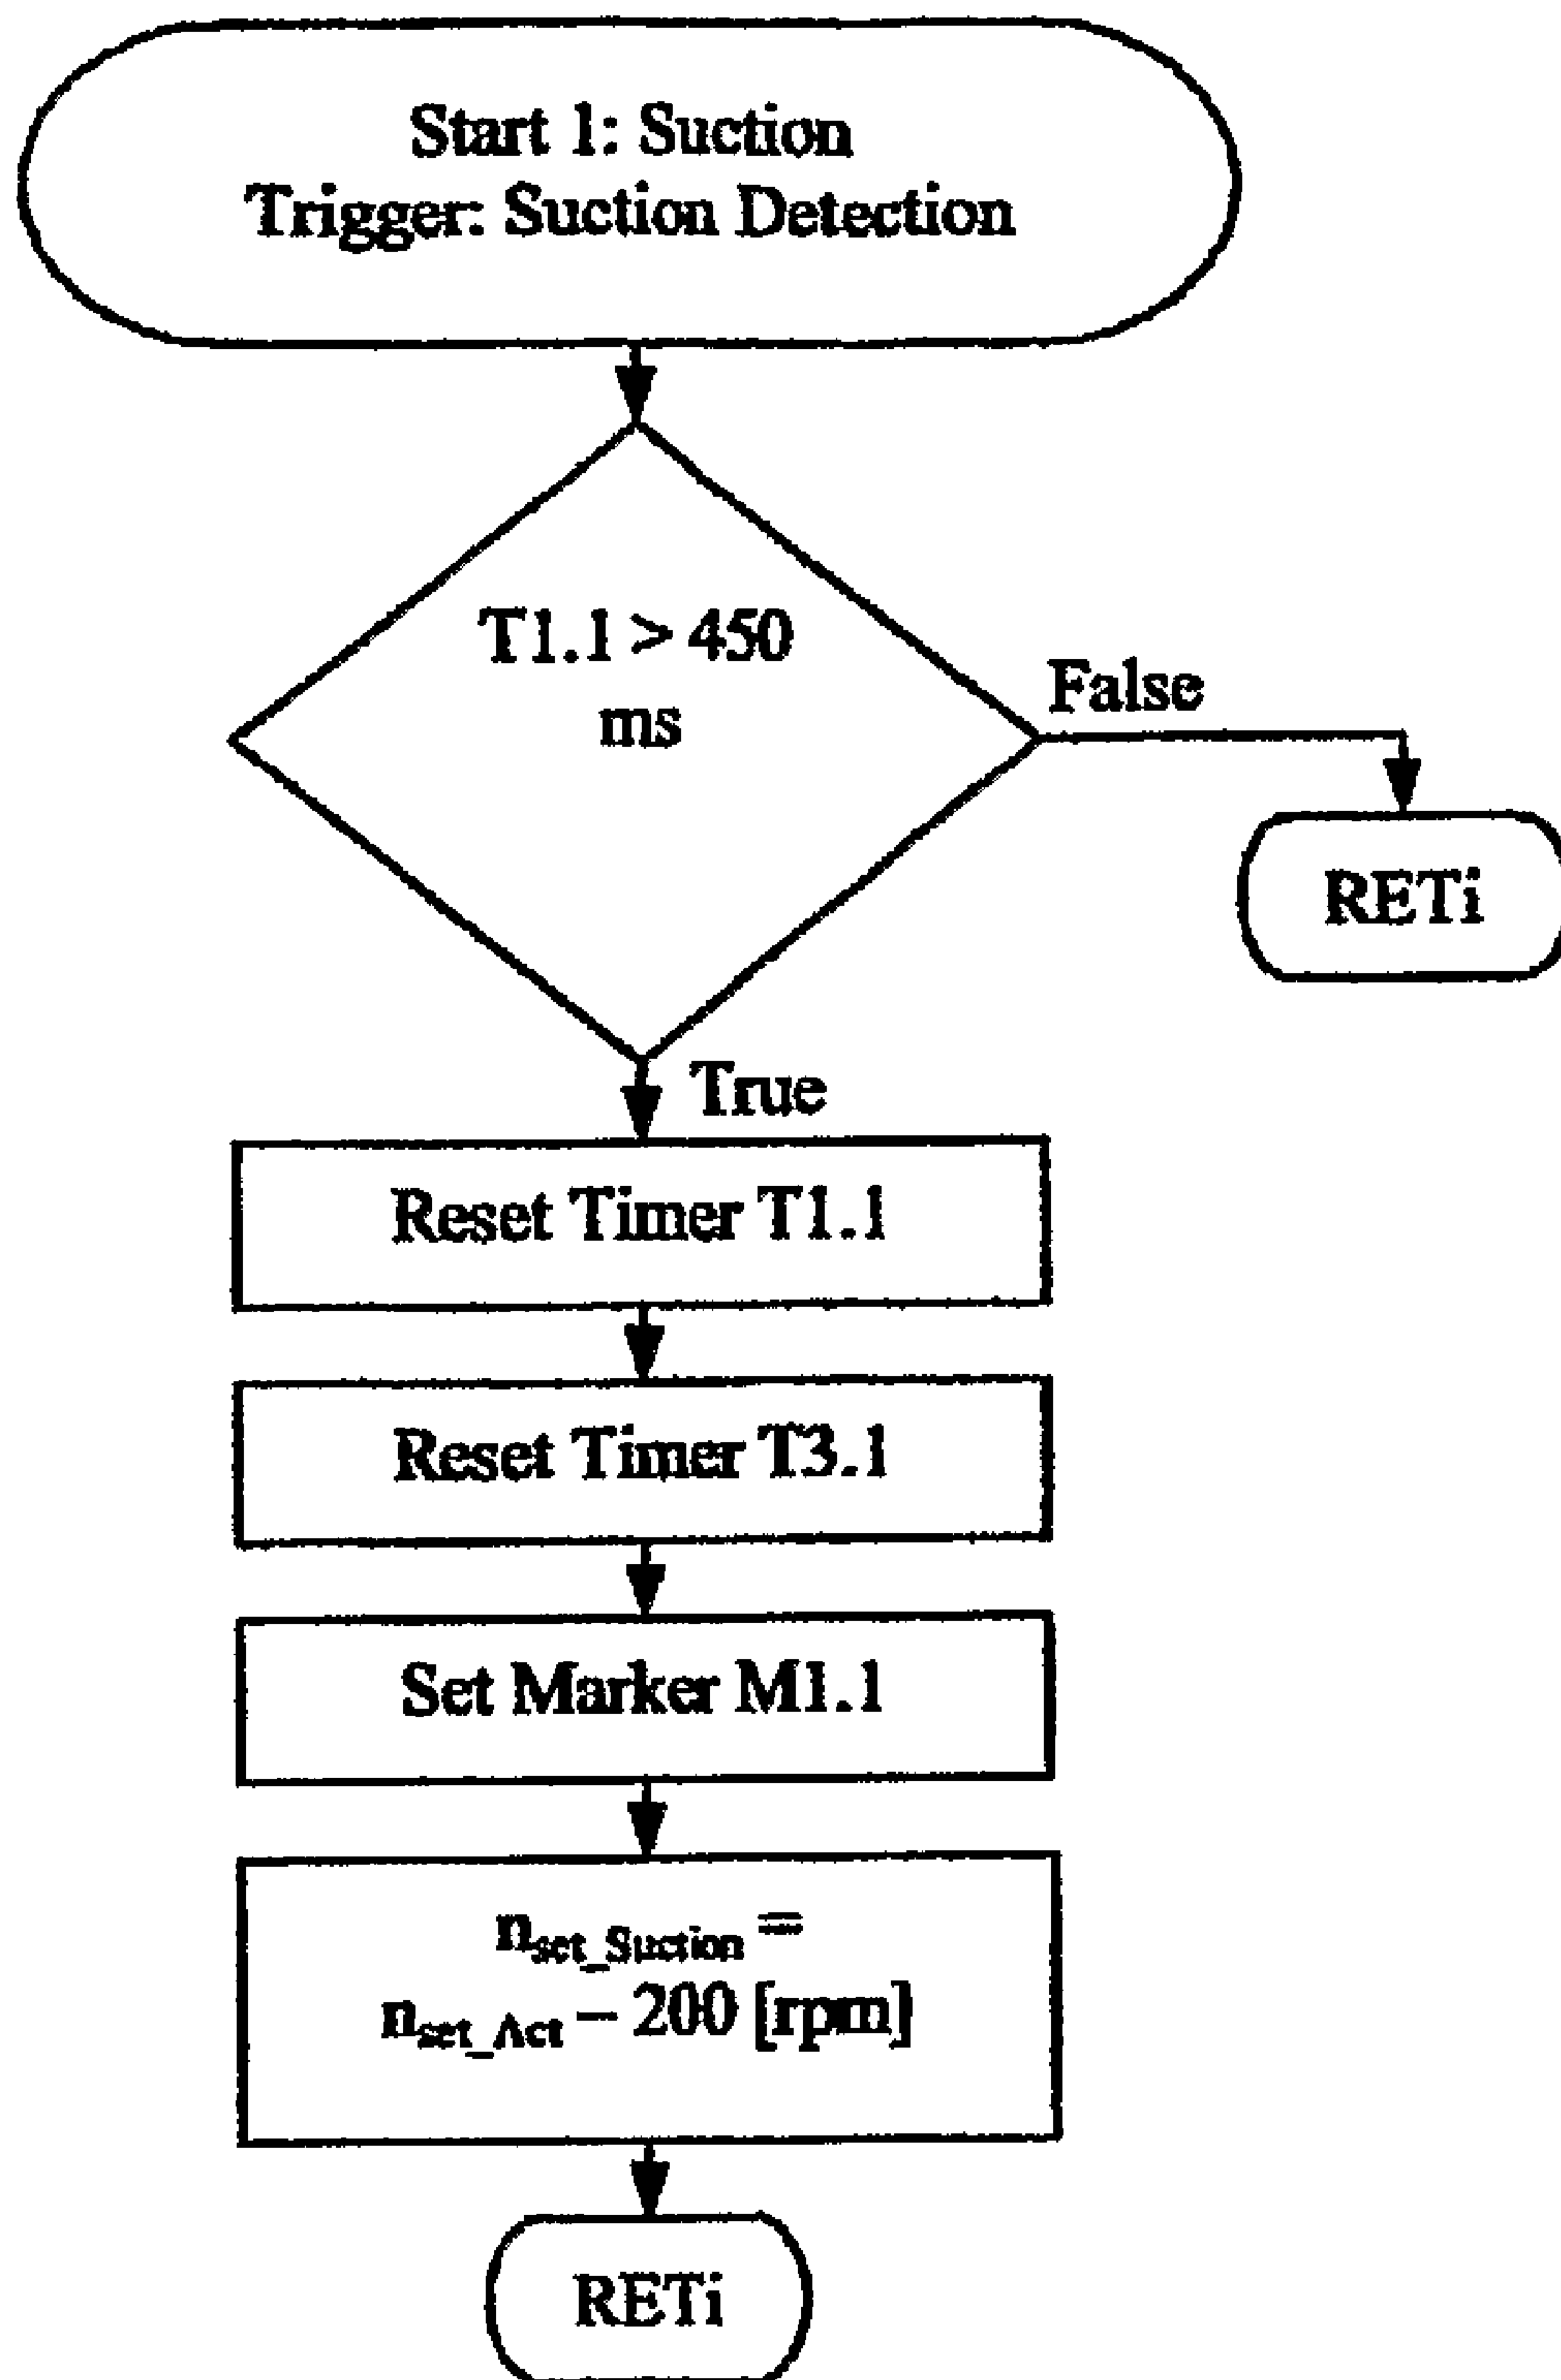 Start 1: Suction
Trigger: Suction Detection
T1.1 > 450
ms
False
RETi
True
Reset Timer T1.1
Reset Timer T3.1
Set Marker M1.1
nset_Suction =
nset_Act – 200 [rpm]
RETi